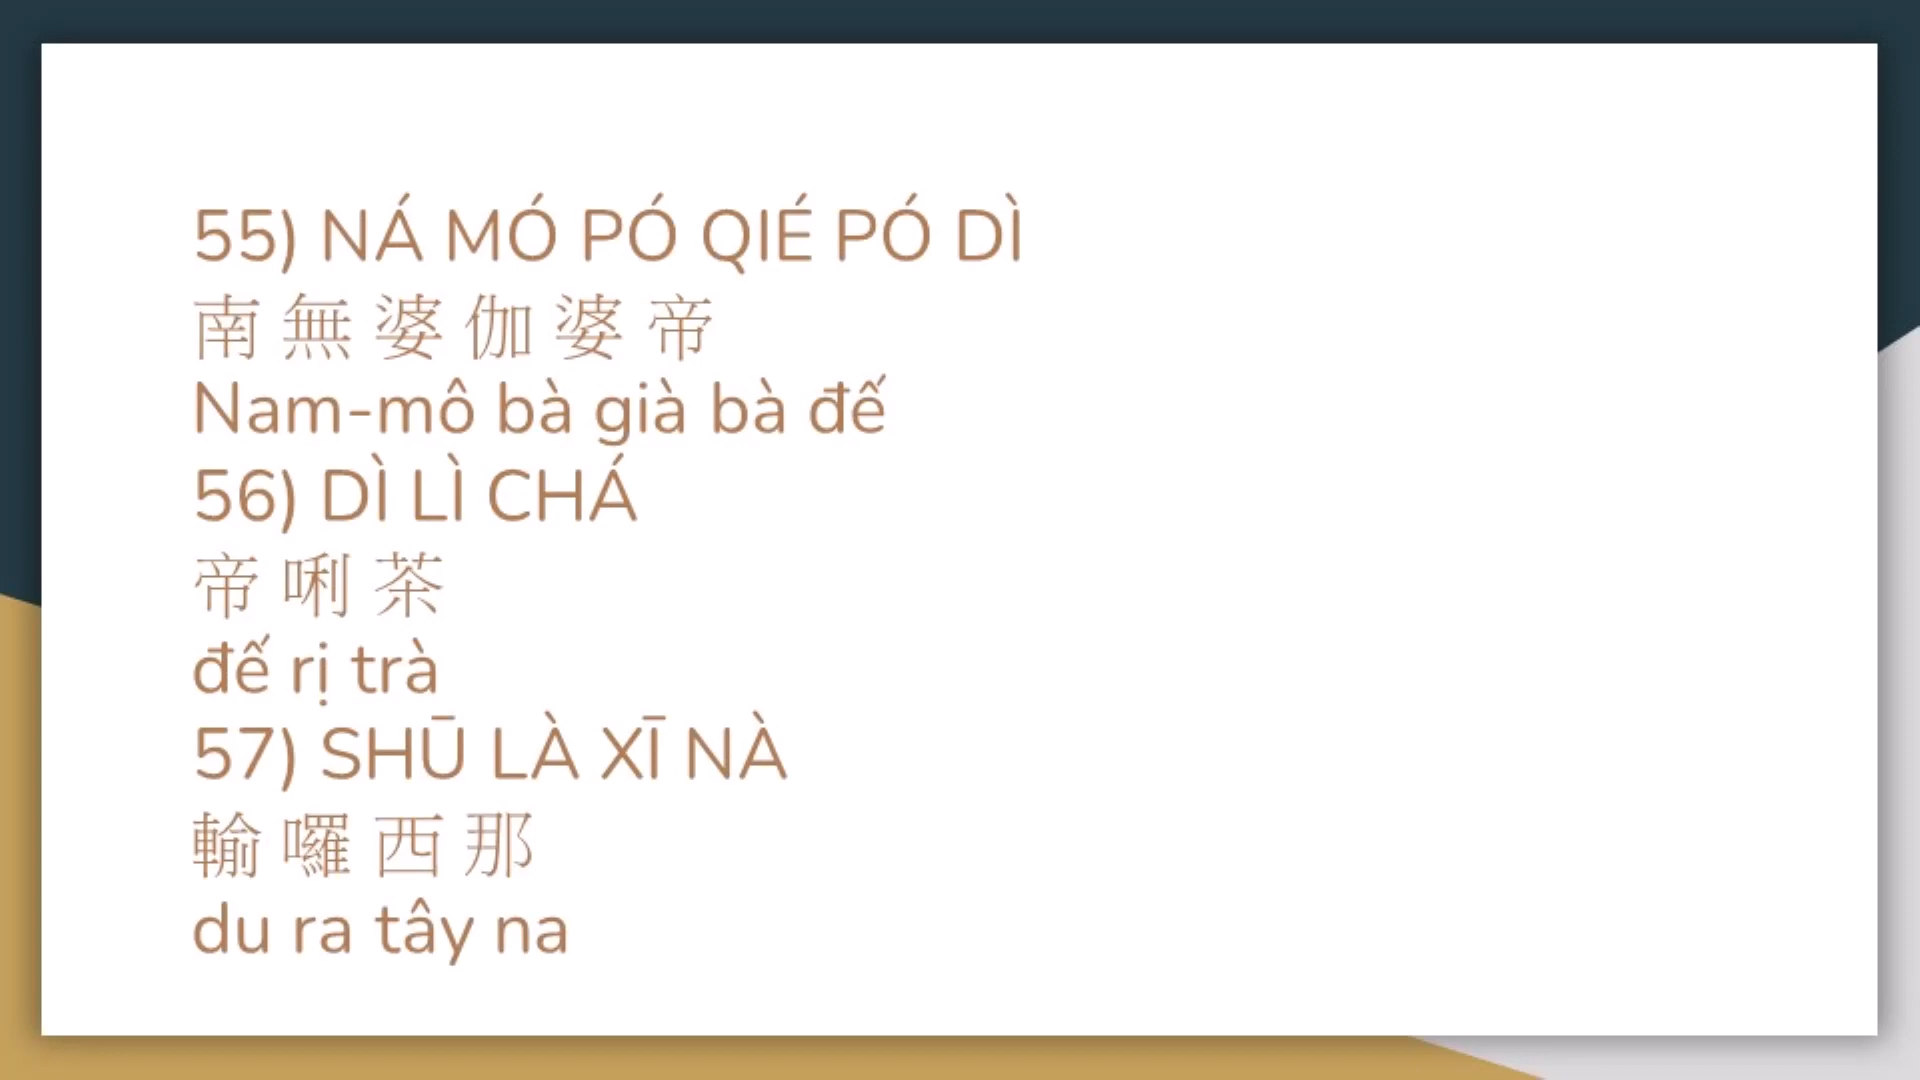 55) NÁ MÓ PÓ QIÉ PÓ DÌ
南 無 婆 伽 婆 帝
Nam-mô bà già bà đế
56) DÌ LÌ CHÁ
帝 唎 茶
đế rị trà
57) SHŪ LÀ XĪ NÀ
輸 囉 西 那
du ra tây na